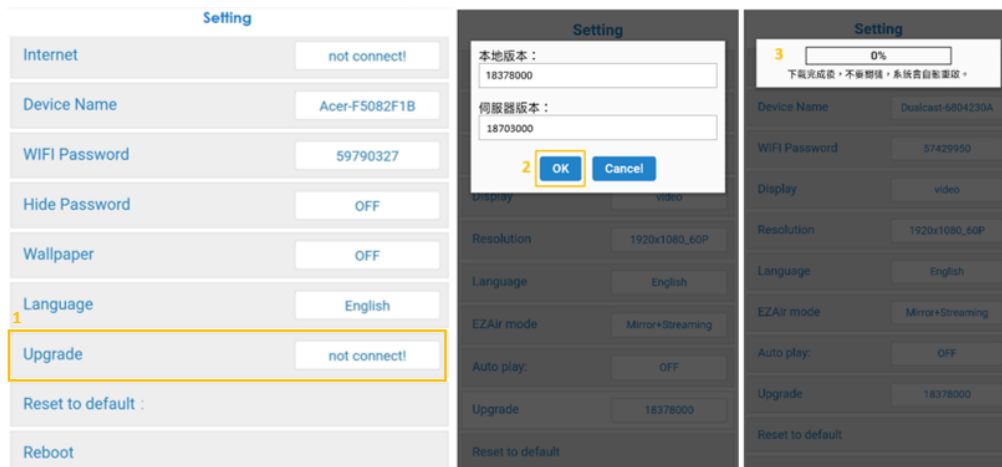 Setting
Internet not connect!
Device Name Acer-F5082F1B
WIFI Password 59790327
Hide Password OFF
Wallpaper OFF
Language English
1
Upgrade not connect!
Reset to default :
Reboot
Setting
本地版本：
18378000
伺服器版本：
18703000
2 OK Cancel
Display video
Resolution 1920x1080_60P
Language English
EZAir mode Mirror+Streaming
Auto play: OFF
Upgrade 18378000
Reset to default
Setting
3 0%
下載完成後，不要關機，系統會自動重啟。
Device Name Dualcast-6804230A
WIFI Password 57429950
Display video
Resolution 1920x1080_60P
Language English
EZAir mode Mirror+Streaming
Auto play: OFF
Upgrade 18378000
Reset to default